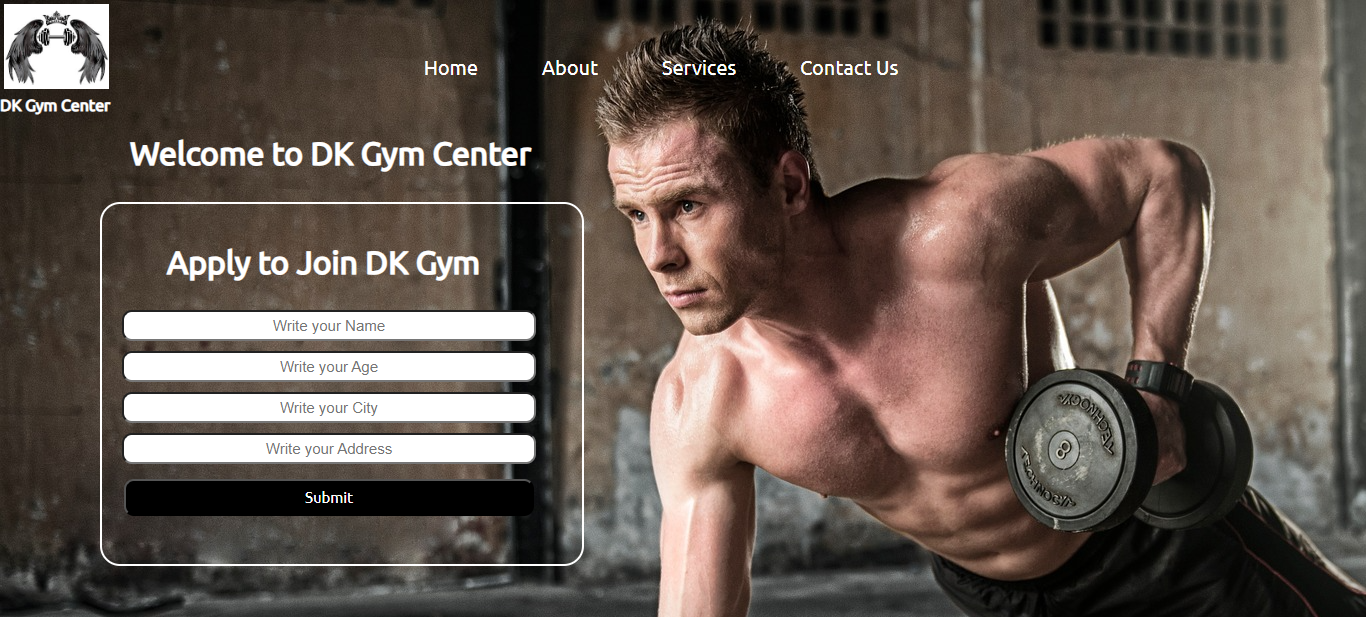 DK Gym Center
Home
About
Services
Contact Us
Welcome to DK Gym Center
Apply to Join DK Gym
Write your Name
Write your Age
Write your City
Write your Address
Submit
TECHNOGYM
8
TECHNOGYM